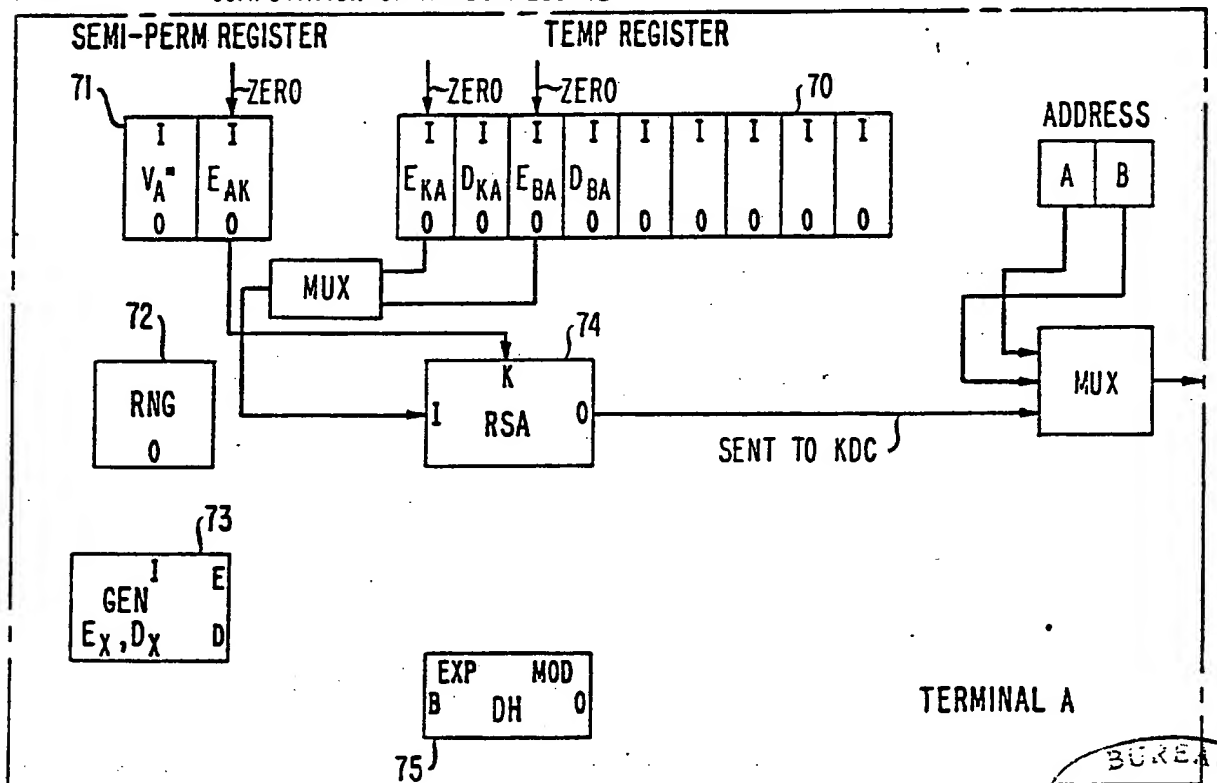 SEMI-PERM REGISTER
TEMP REGISTER
71
ZERO
ZERO
ZERO
70
ADDRESS
I I
V_A" E_AK
0 0
I I I I I I I I I
E_KA D_KA E_BA D_BA
0 0 0 0 0 0 0 0 0
A B
MUX
72
RNG
0
74
K
I RSA 0
SENT TO KDC
MUX
73
I E
GEN
E_X, D_X D
EXP MOD
B DH 0
75
TERMINAL A